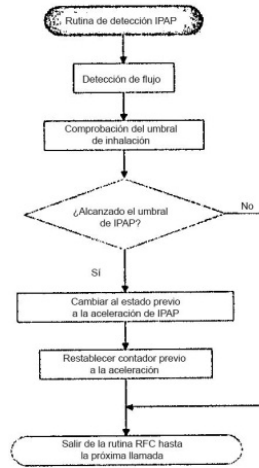 Rutina de detección IPAP
Detección de flujo
Comprobación del umbral
de inhalación
¿Alcanzado el umbral
de IPAP?
No
Sí
Cambiar al estado previo
a la aceleración de IPAP
Restablecer contador previo
a la aceleración
Salir de la rutina RFC hasta
la próxima llamada